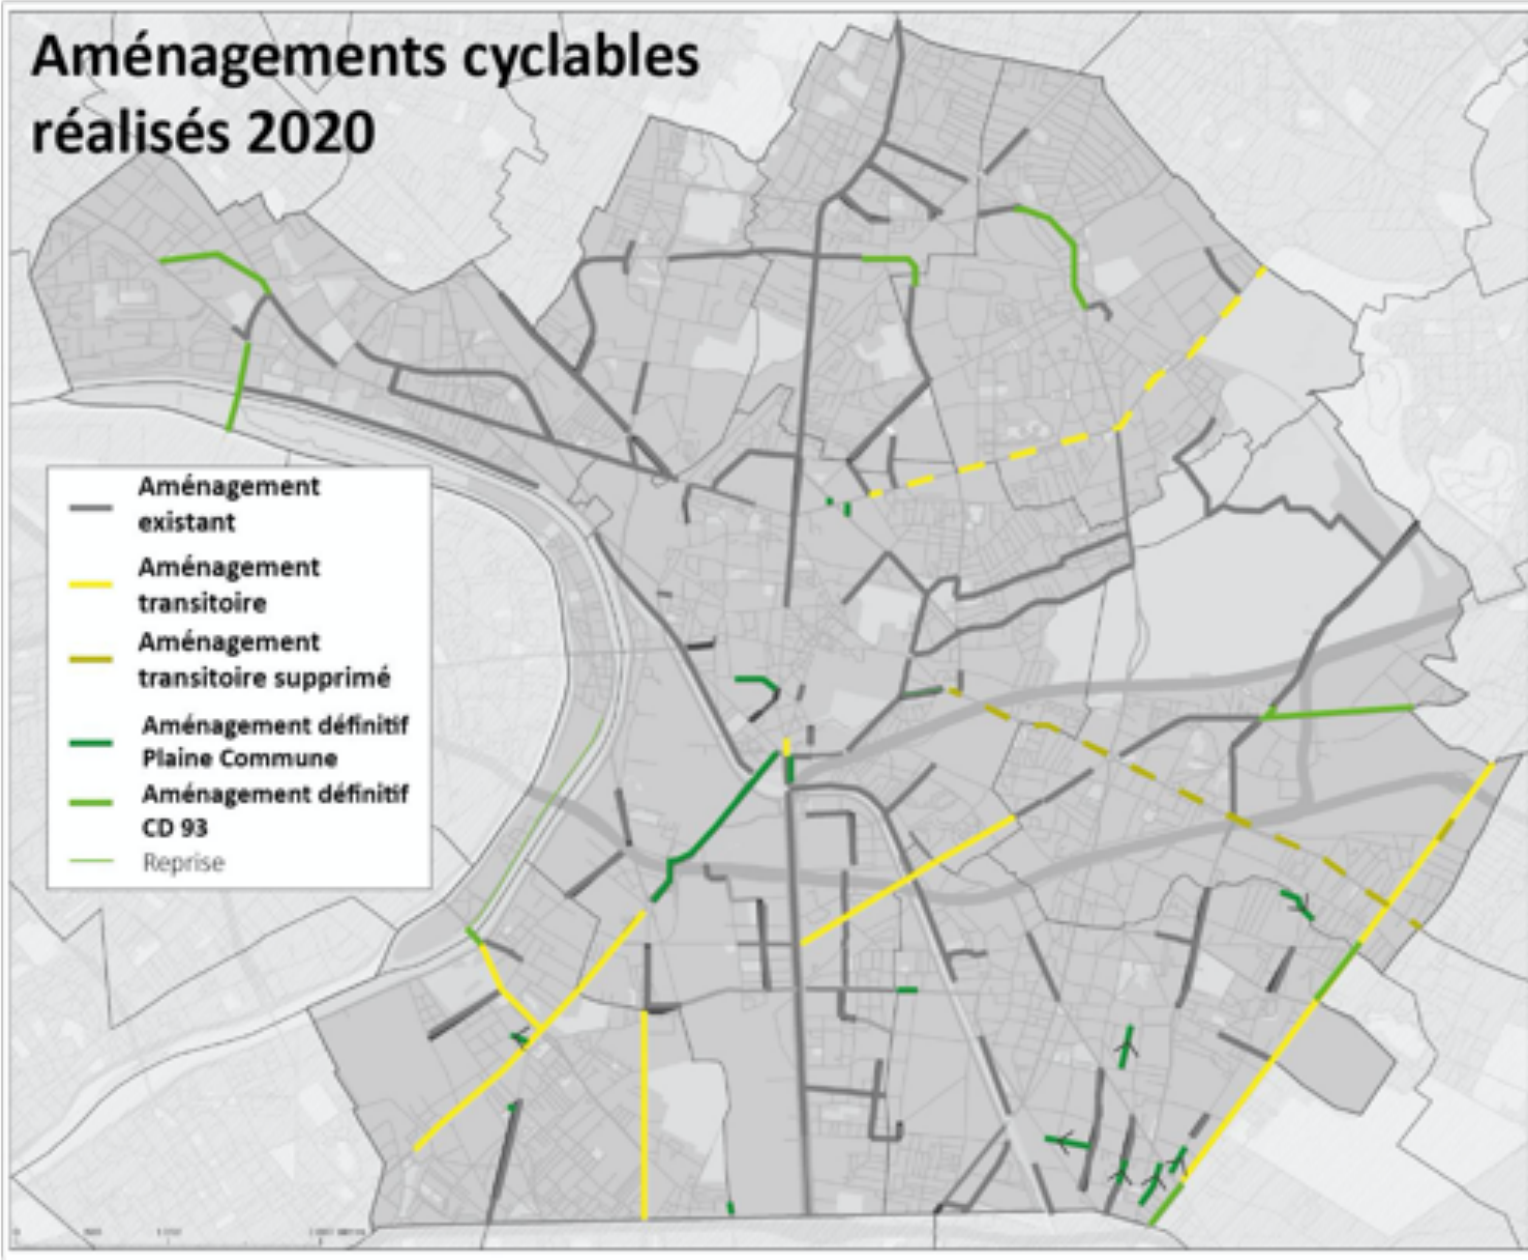 Aménagements cyclables
réalisés 2020
Aménagement
existant
Aménagement
transitoire
Aménagement
transitoire supprimé
Aménagement définitif
Plaine Commune
Aménagement définitif
CD 93
Reprise